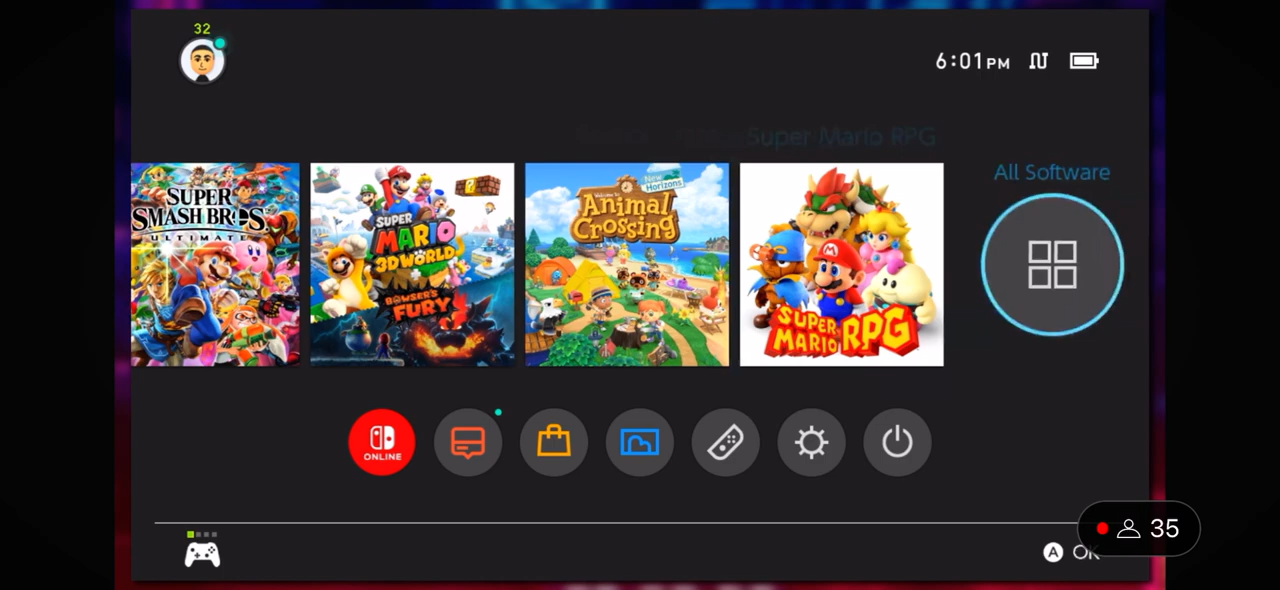 32
6:01PM
Super Mario RPG
All Software
SUPER
SMASH BROS.
ULTIMATE
SUPER
MARIO
3D WORLD
BOWSER'S
FURY
New
Horizons
Animal
Crossing
SUPER
MARIO RPG
ONLINE
35
A OK